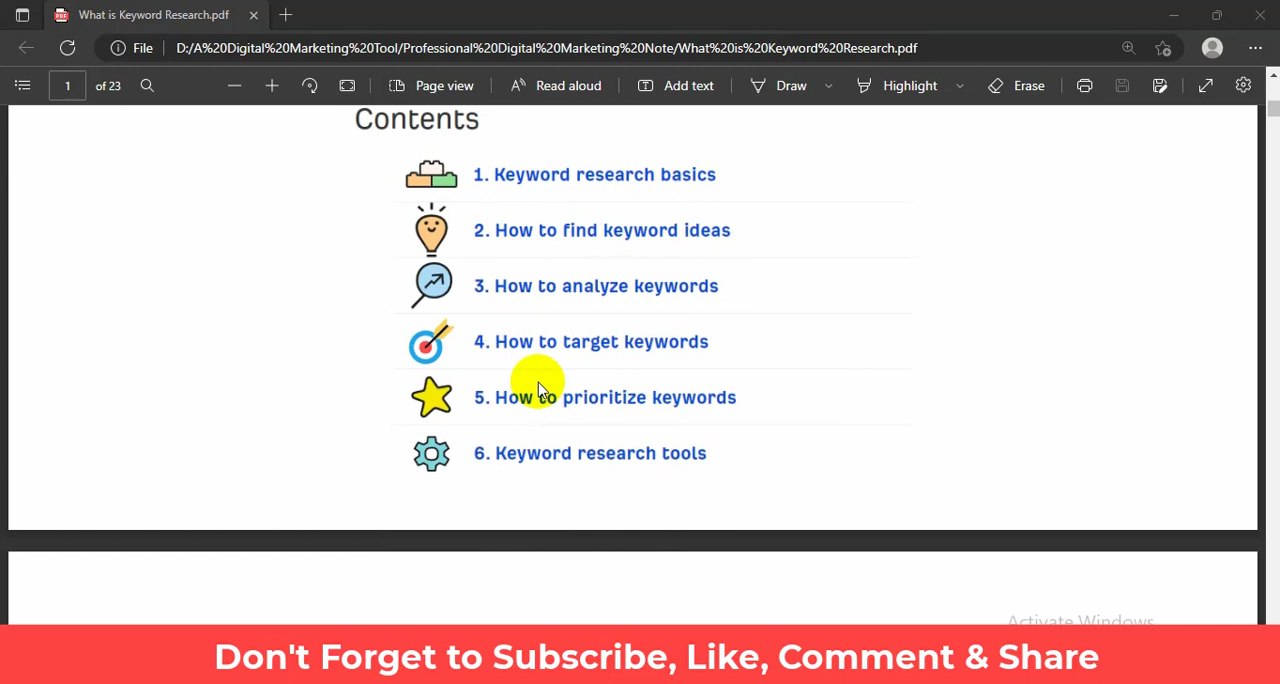 What is Keyword Research.pdf
File D:/A%20Digital%20Marketing%20Tool/Professional%20Digital%20Marketing%20Note/What%20is%20Keyword%20Research.pdf
1 of 23 Page view Read aloud Add text Draw Highlight Erase
Contents
1. Keyword research basics
2. How to find keyword ideas
3. How to analyze keywords
4. How to target keywords
5. How to prioritize keywords
6. Keyword research tools
Activate Windows
Don't Forget to Subscribe, Like, Comment & Share